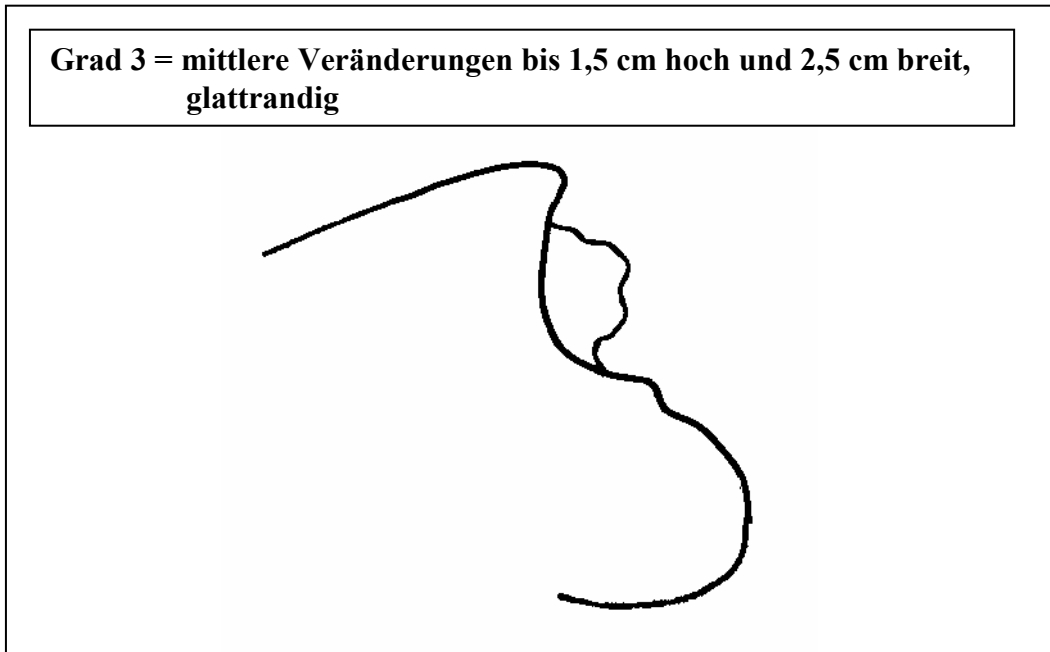 Grad 3 = mittlere Veränderungen bis 1,5 cm hoch und 2,5 cm breit,
glattrandig